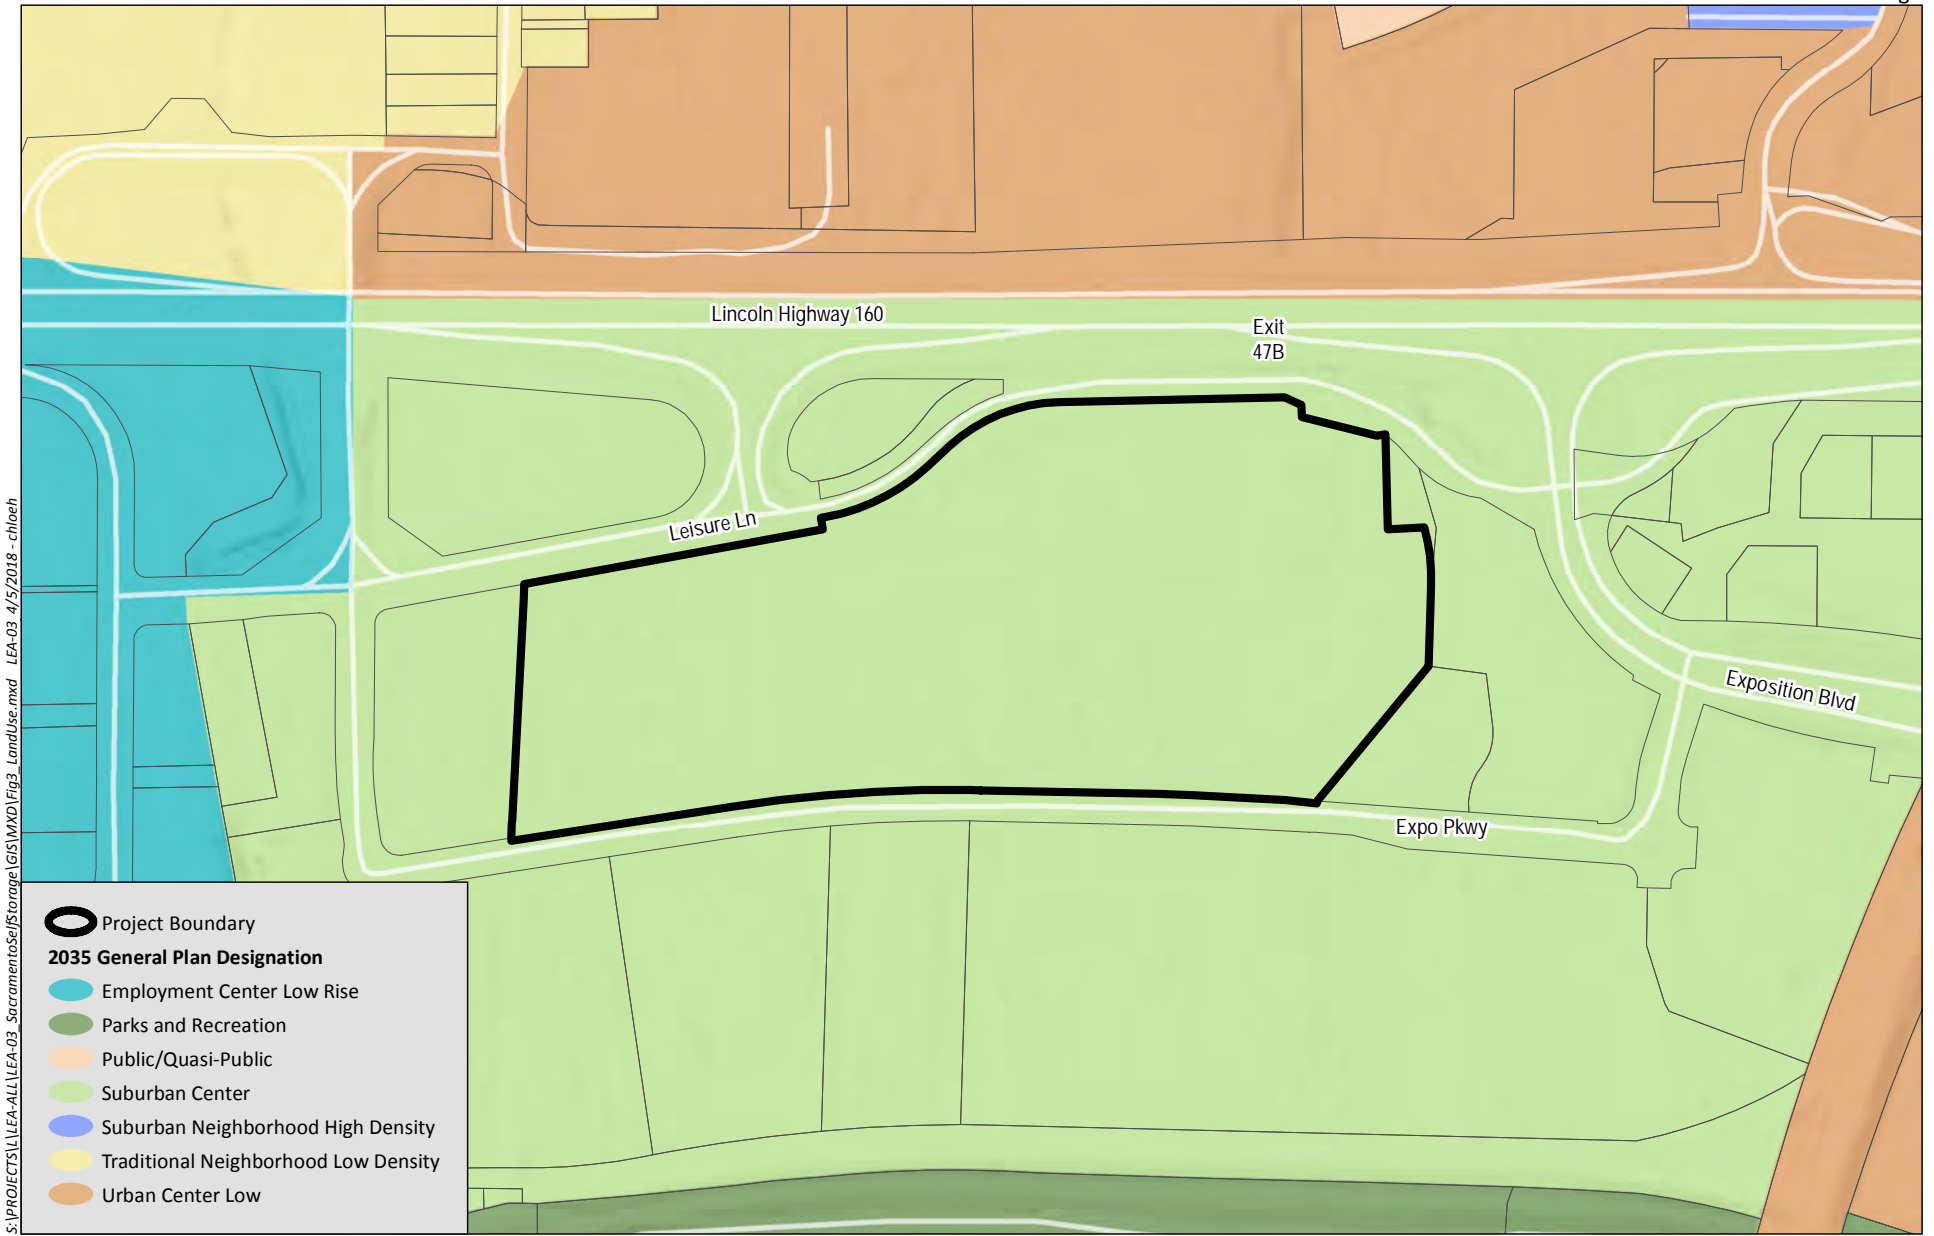 Lincoln Highway 160
Exit
47B
Leisure Ln
Exposition Blvd
Expo Pkwy
Project Boundary
2035 General Plan Designation
Employment Center Low Rise
Parks and Recreation
Public/Quasi-Public
Suburban Center
Suburban Neighborhood High Density
Traditional Neighborhood Low Density
Urban Center Low
S:\PROJECTS\L\LEA-ALL\LEA-03_SacramentoSelfStorage\GIS\MXD\Fig3_LandUse.mxd LEA-03 4/5/2018 - chloeh